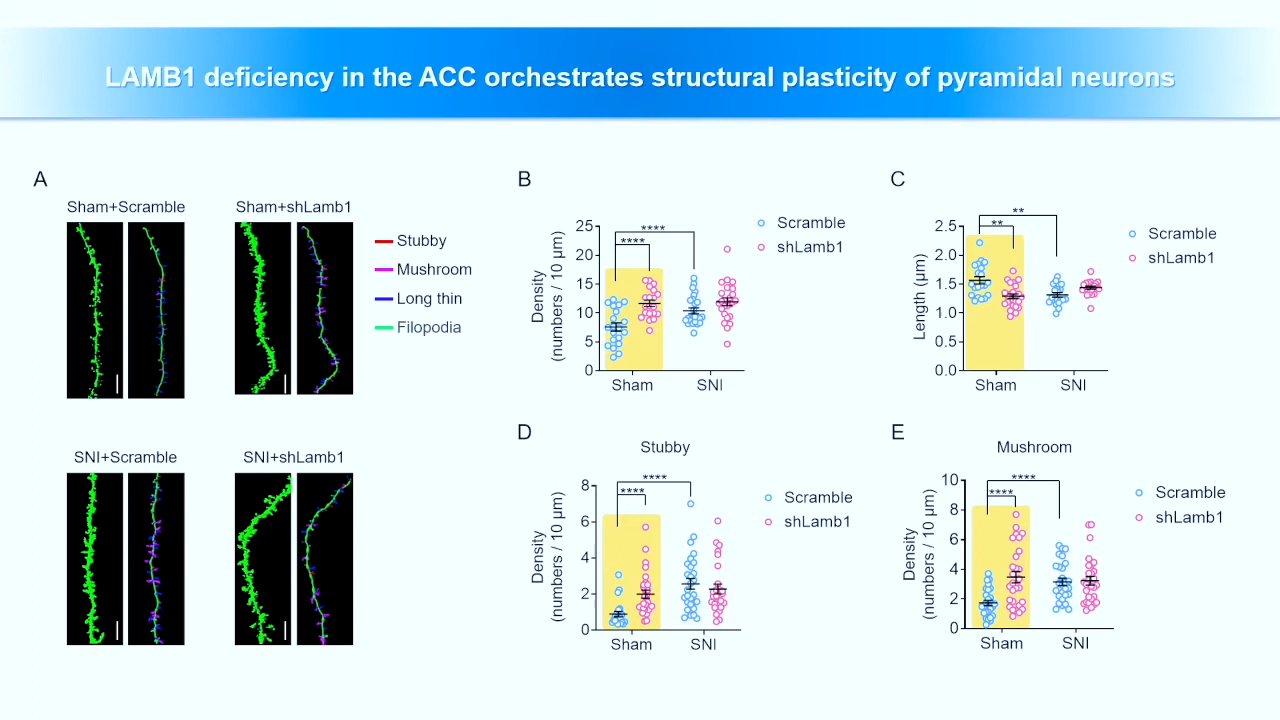 LAMB1 deficiency in the ACC orchestrates structural plasticity of pyramidal neurons
A
Sham+Scramble
Sham+shLamb1
Stubby
Mushroom
Long thin
Filopodia
SNI+Scramble
SNI+shLamb1
B
Density
(numbers / 10 µm)
25
20
15
10
5
0
****
****
Sham
SNI
Scramble
shLamb1
C
Length (µm)
2.5
2.0
1.5
1.0
0.5
0.0
**
**
Sham
SNI
Scramble
shLamb1
D
Stubby
Density
(numbers / 10 µm)
8
6
4
2
0
****
****
Sham
SNI
Scramble
shLamb1
E
Mushroom
Density
(numbers / 10 µm)
10
8
6
4
2
0
****
****
Sham
SNI
Scramble
shLamb1